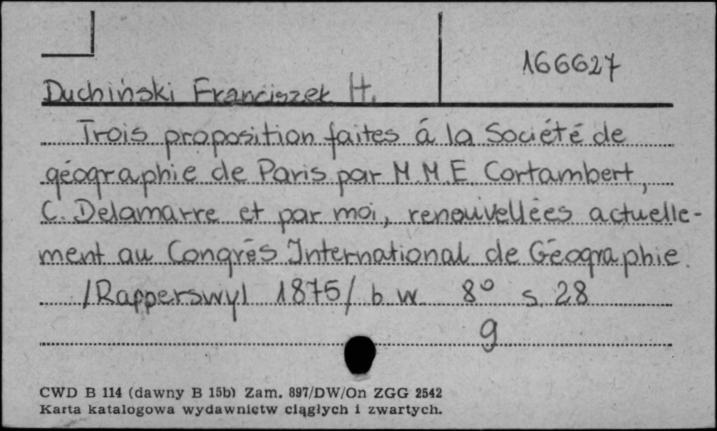 166627
Duchiński Franciszek H.
Trois proposition faites á la Société de
géographie de Paris par M.M.E. Cortambert,
C. Delamarre et par moi, renouvellées actuelle-
ment au Congrès International de Géographie.
/Rapperswyl 1875/ b.w. 8° s. 28
g
CWD B 114 (dawny B 15b) Zam. 897/DW/On ZGG 2542
Karta katalogowa wydawnictw ciągłych i zwartych.